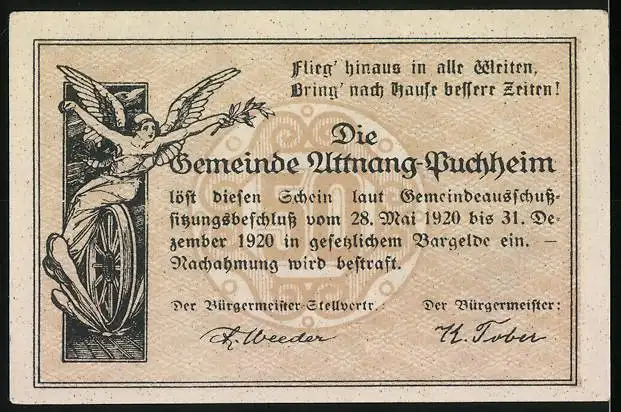 Flieg' hinaus in alle Weiten,
Bring' nach Hause bessere Zeiten!
Die
Gemeinde Attnang-Puchheim
löst diesen Schein laut Gemeindeausschuß-
sitzungsbeschluß vom 28. Mai 1920 bis 31. De-
zember 1920 in gesetzlichem Bargelde ein. —
Nachahmung wird bestraft.
Der Bürgermeister-Stellvertr.: Der Bürgermeister:
K. Tober
50